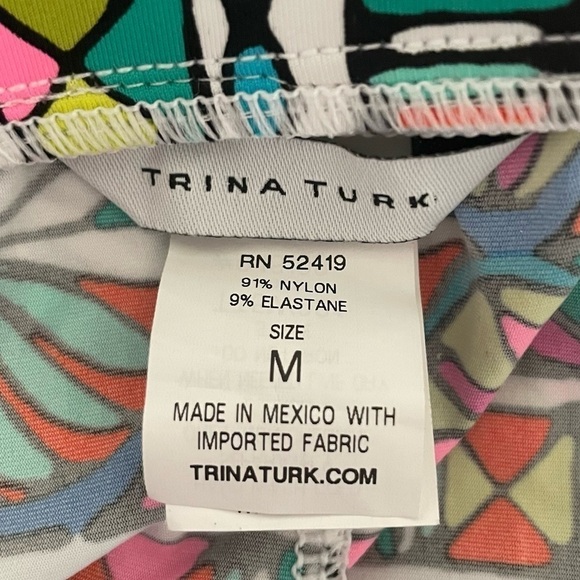 TRINA TURK
RN 52419
91% NYLON
9% ELASTANE
SIZE
M
MADE IN MEXICO WITH
IMPORTED FABRIC
TRINATURK.COM